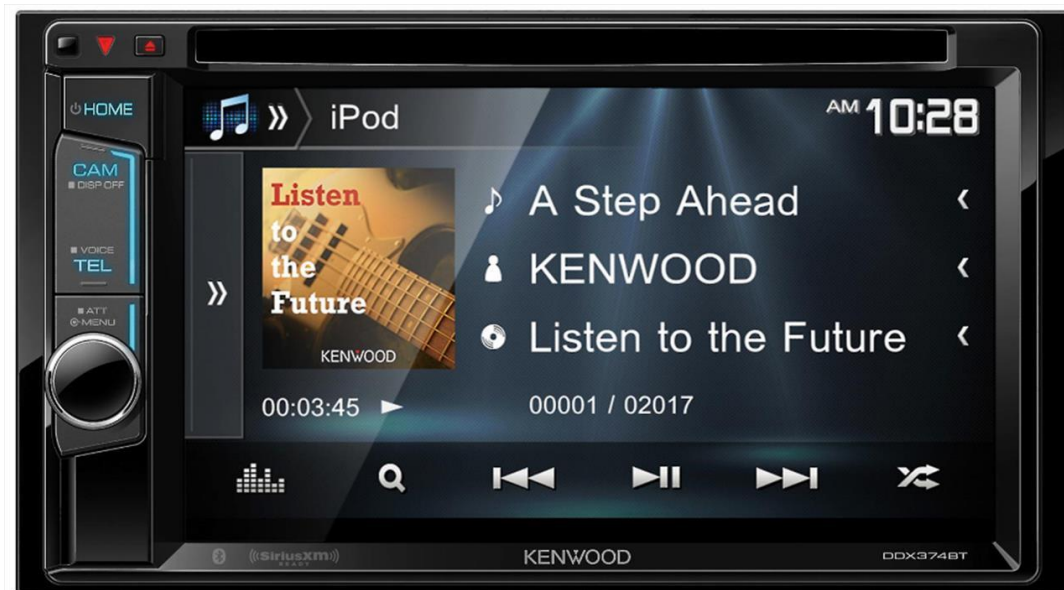 HOME
iPod
AM 10:28
CAM
DISP OFF
VOICE
TEL
ATT
MENU
Listen
to
the
Future
KENWOOD
A Step Ahead
KENWOOD
Listen to the Future
00:03:45
00001 / 02017
((SiriusXM))
READY
KENWOOD
DDX374BT